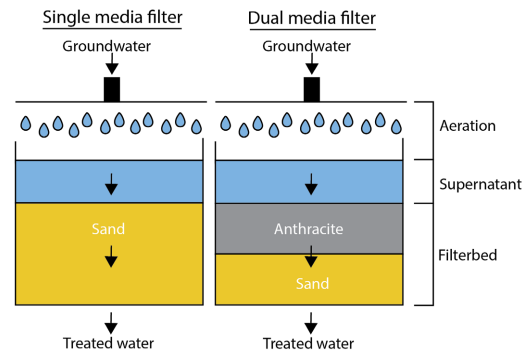 Single media filter
Dual media filter
Groundwater
Groundwater
Aeration
Supernatant
Sand
Anthracite
Filterbed
Sand
Treated water
Treated water